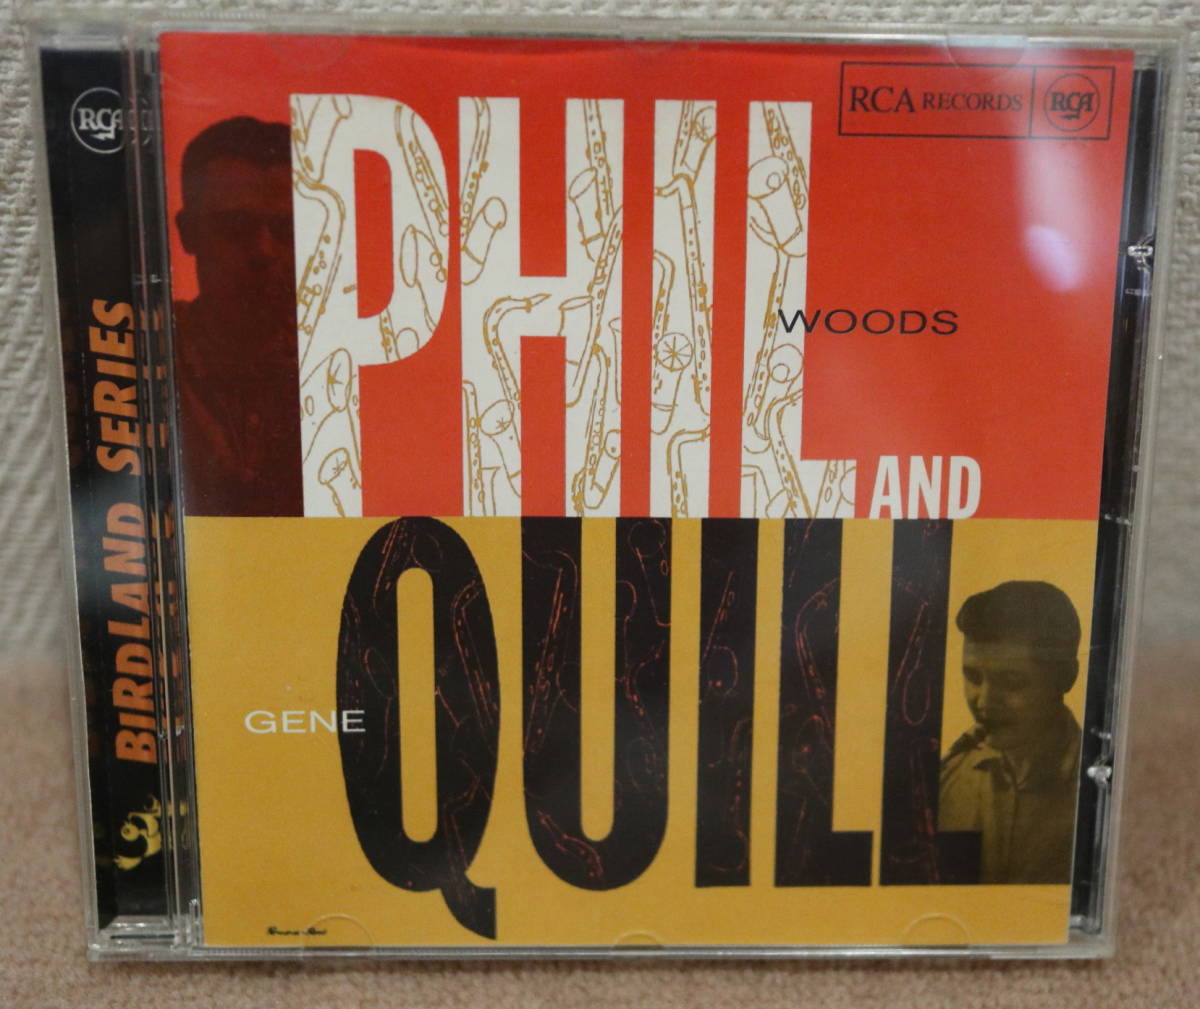 RCA
BIRDLAND SERIES
RCA RECORDS
RCA
PHIL
WOODS
AND
QUILL
GENE